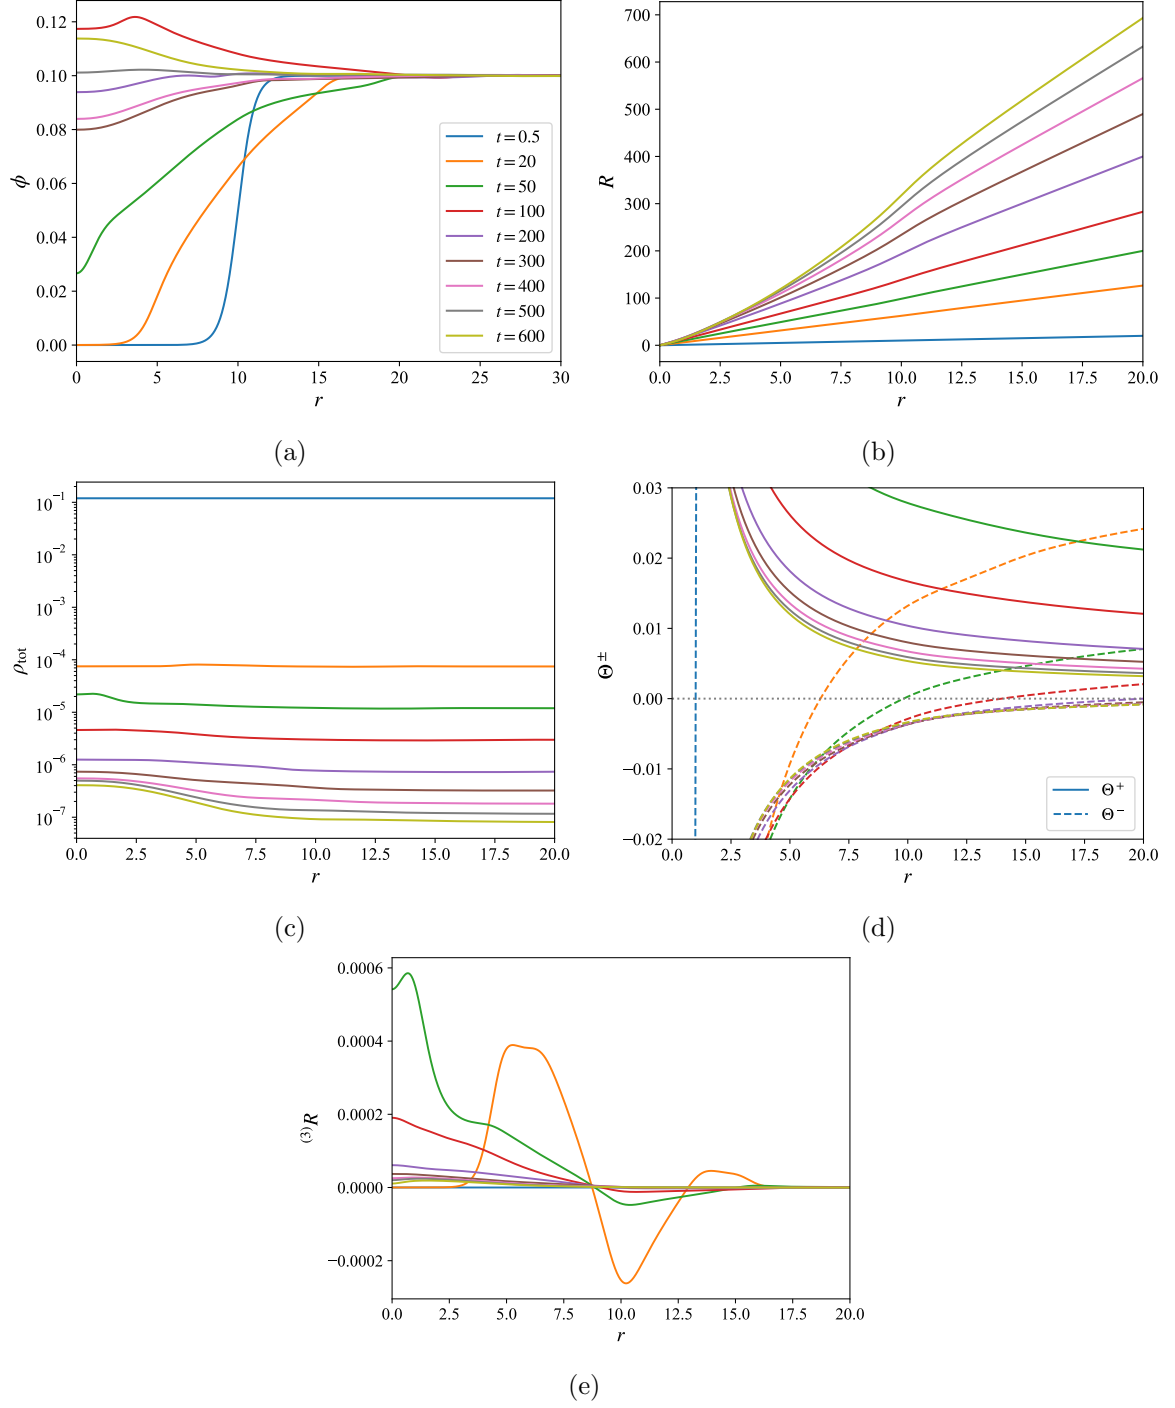 0.12
0.10
0.08
0.06
0.04
0.02
0.00
ϕ
0 5 10 15 20 25 30
r
t = 0.5
t = 20
t = 50
t = 100
t = 200
t = 300
t = 400
t = 500
t = 600
(a)
700
600
500
400
300
200
100
0
R
0.0 2.5 5.0 7.5 10.0 12.5 15.0 17.5 20.0
r
(b)
10⁻¹
10⁻²
10⁻³
10⁻⁴
10⁻⁵
10⁻⁶
10⁻⁷
ρtot
0.0 2.5 5.0 7.5 10.0 12.5 15.0 17.5 20.0
r
(c)
0.03
0.02
0.01
0.00
−0.01
−0.02
Θ±
0.0 2.5 5.0 7.5 10.0 12.5 15.0 17.5 20.0
r
Θ⁺
Θ⁻
(d)
0.0006
0.0004
0.0002
0.0000
−0.0002
⁽³⁾R
0.0 2.5 5.0 7.5 10.0 12.5 15.0 17.5 20.0
r
(e)